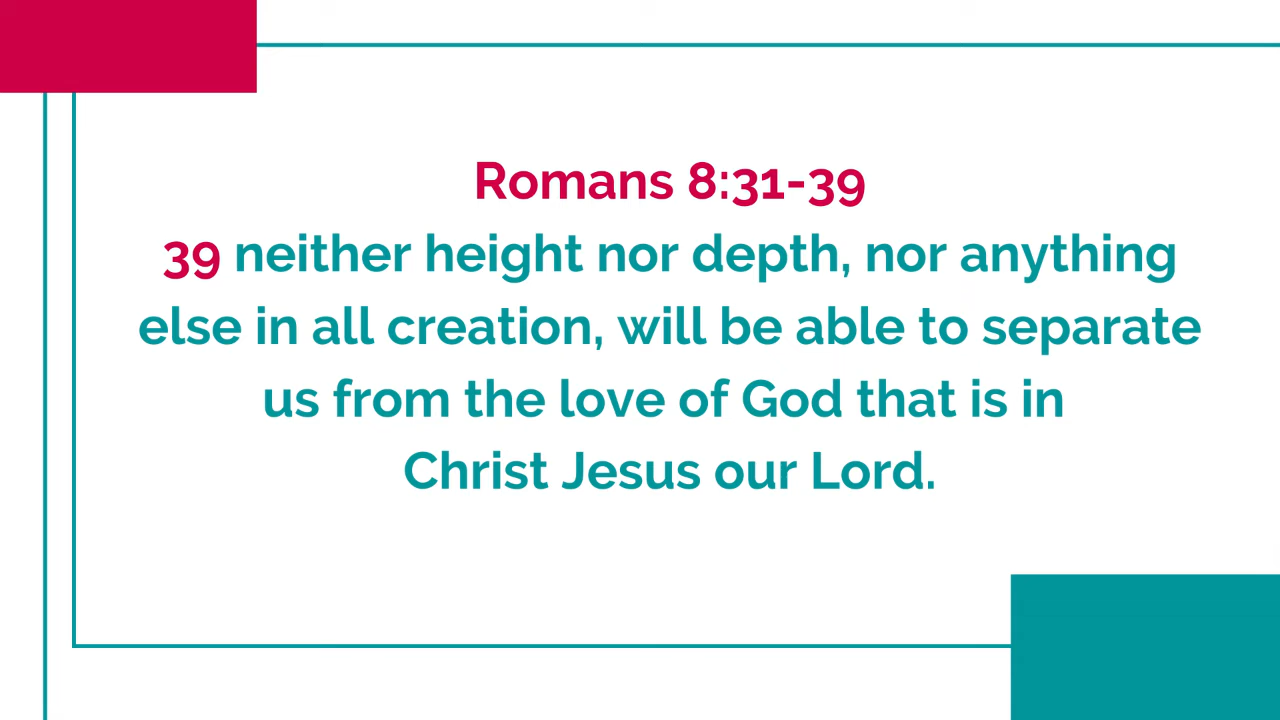 Romans 8:31-39
39 neither height nor depth, nor anything
else in all creation, will be able to separate
us from the love of God that is in
Christ Jesus our Lord.